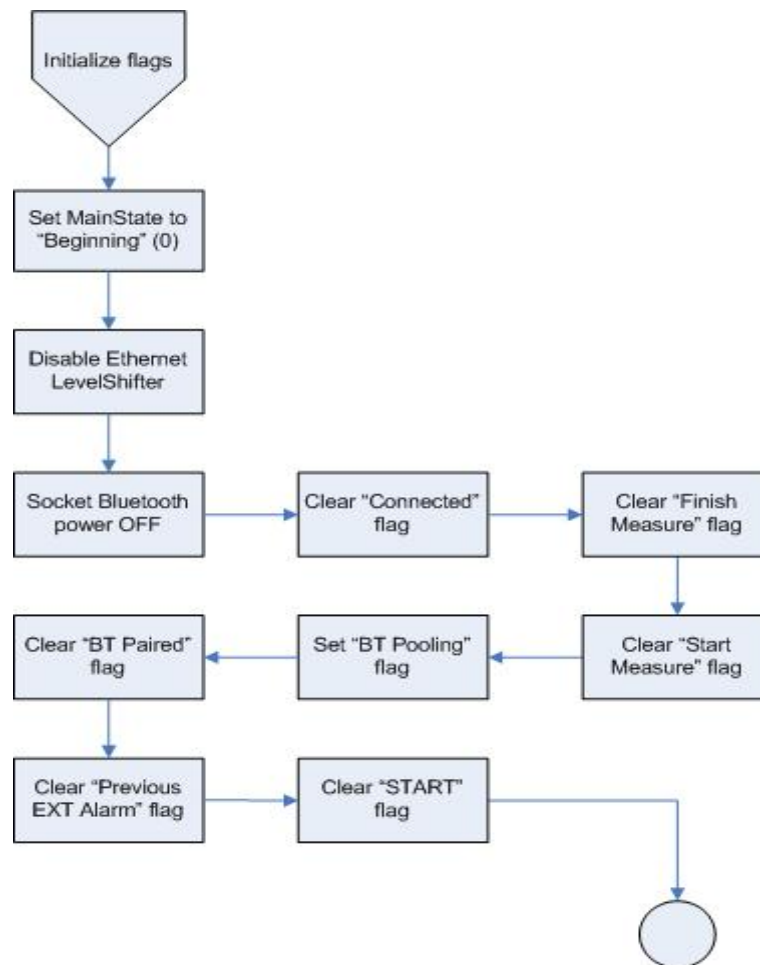 Initialize flags
Set MainState to
“Beginning” (0)
Disable Ethernet
LevelShifter
Socket Bluetooth
power OFF
Clear “Connected”
flag
Clear “Finish
Measure” flag
Clear “Start
Measure” flag
Set “BT Pooling”
flag
Clear “BT Paired”
flag
Clear “Previous
EXT Alarm” flag
Clear “START”
flag